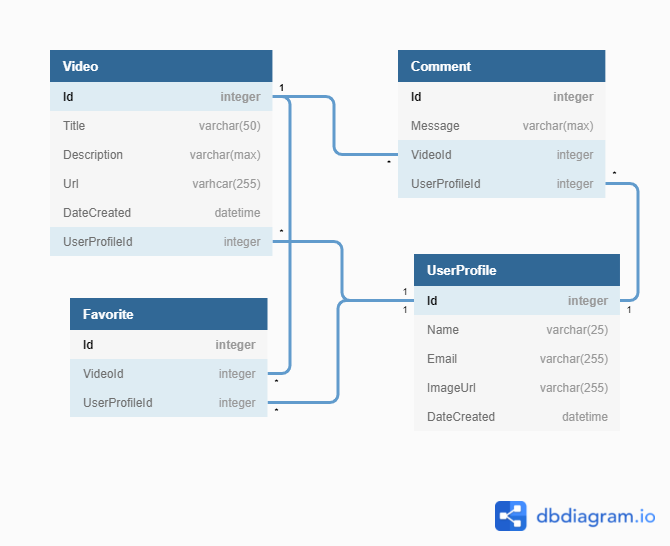 Video
Id integer
Title varchar(50)
Description varchar(max)
Url varhcar(255)
DateCreated datetime
UserProfileId integer
1
*
Comment
Id integer
Message varchar(max)
VideoId integer
UserProfileId integer
*
*
Favorite
Id integer
VideoId integer
UserProfileId integer
*
*
UserProfile
Id integer
Name varchar(25)
Email varchar(255)
ImageUrl varchar(255)
DateCreated datetime
1
1
1
dbdiagram.io